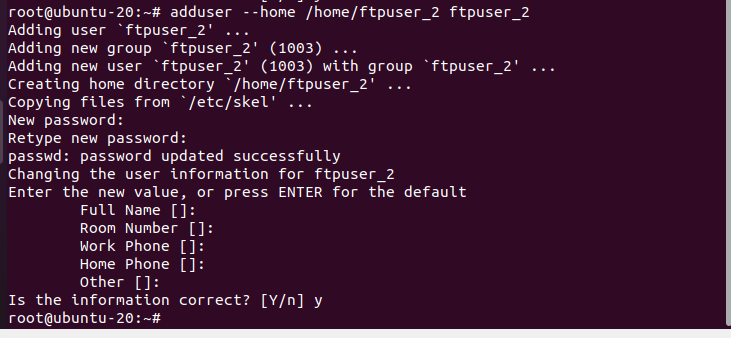 root@ubuntu-20:~# adduser --home /home/ftpuser_2 ftpuser_2
Adding user `ftpuser_2' ...
Adding new group `ftpuser_2' (1003) ...
Adding new user `ftpuser_2' (1003) with group `ftpuser_2' ...
Creating home directory `/home/ftpuser_2' ...
Copying files from `/etc/skel' ...
New password:
Retype new password:
passwd: password updated successfully
Changing the user information for ftpuser_2
Enter the new value, or press ENTER for the default
        Full Name []:
        Room Number []:
        Work Phone []:
        Home Phone []:
        Other []:
Is the information correct? [Y/n] y
root@ubuntu-20:~#